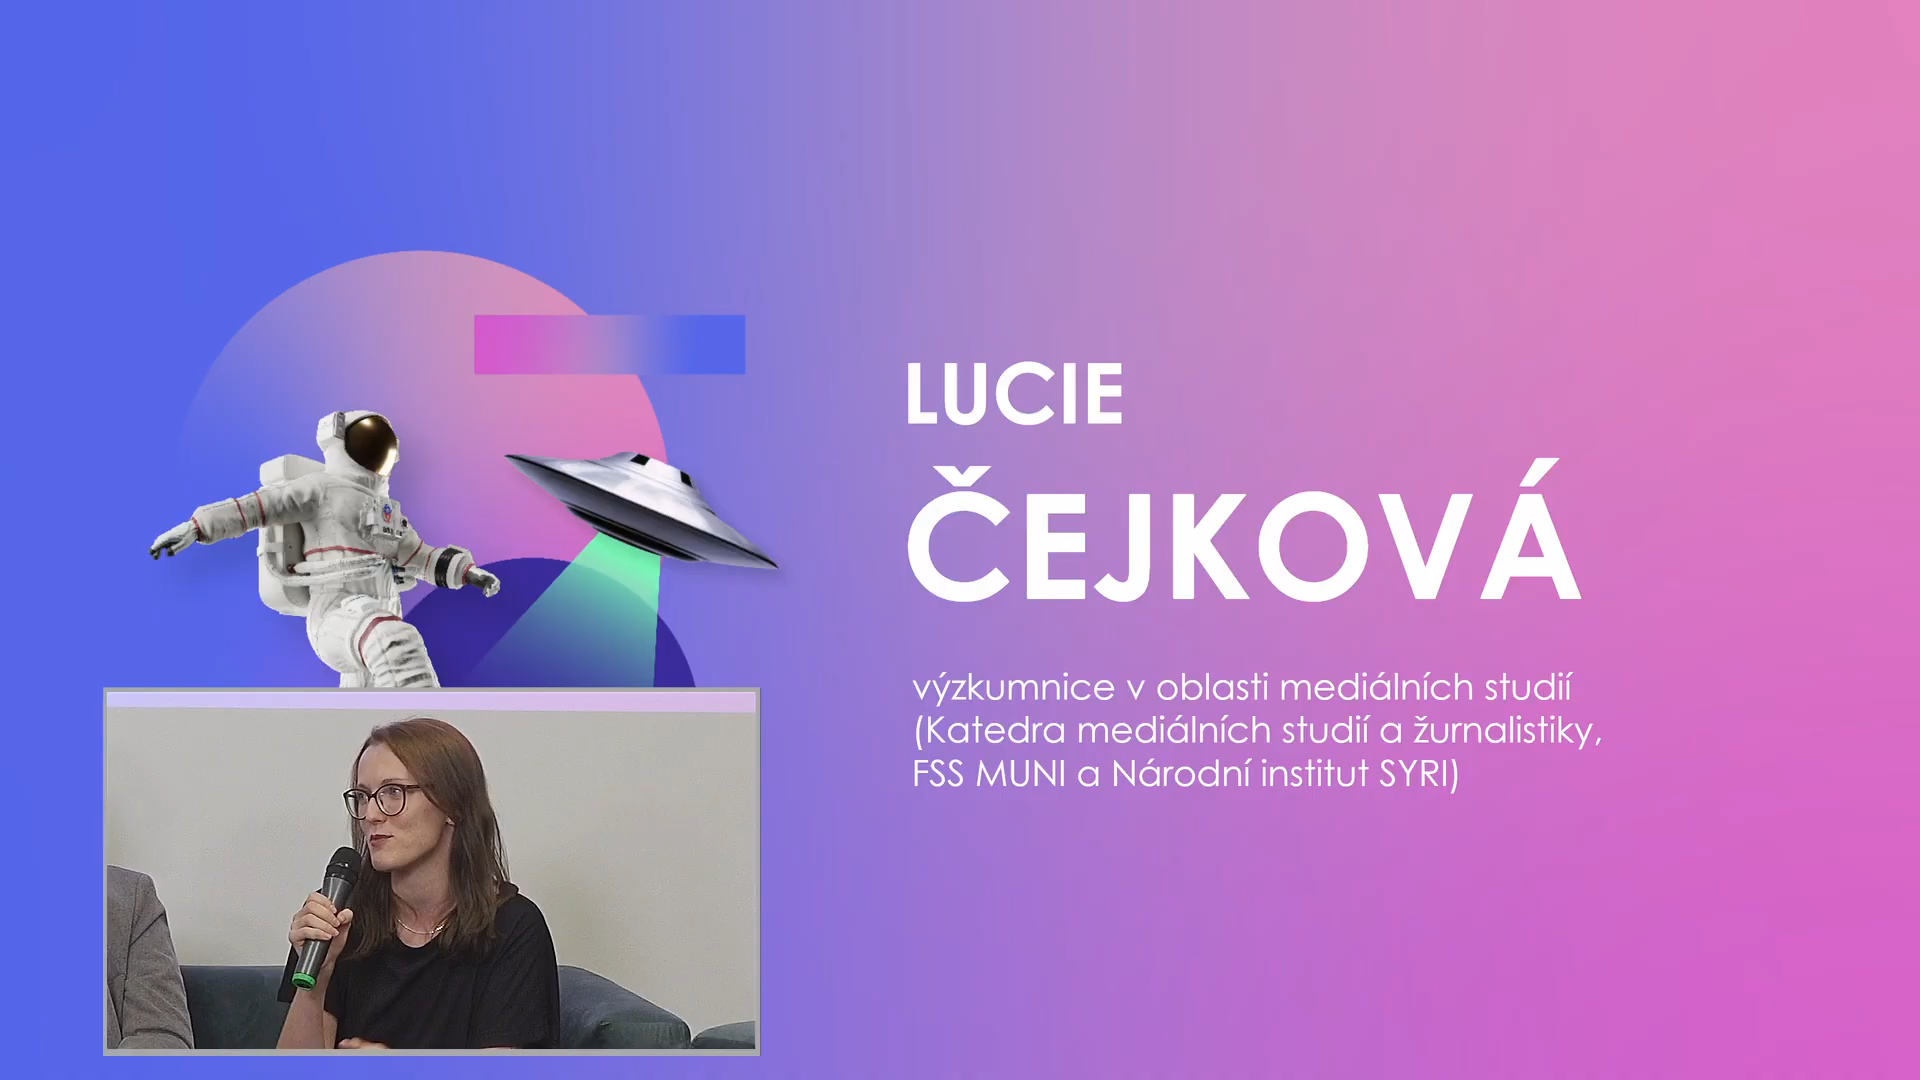 LUCIE
ČEJKOVÁ
výzkumnice v oblasti mediálních studií
(Katedra mediálních studií a žurnalistiky,
FSS MUNI a Národní institut SYRI)